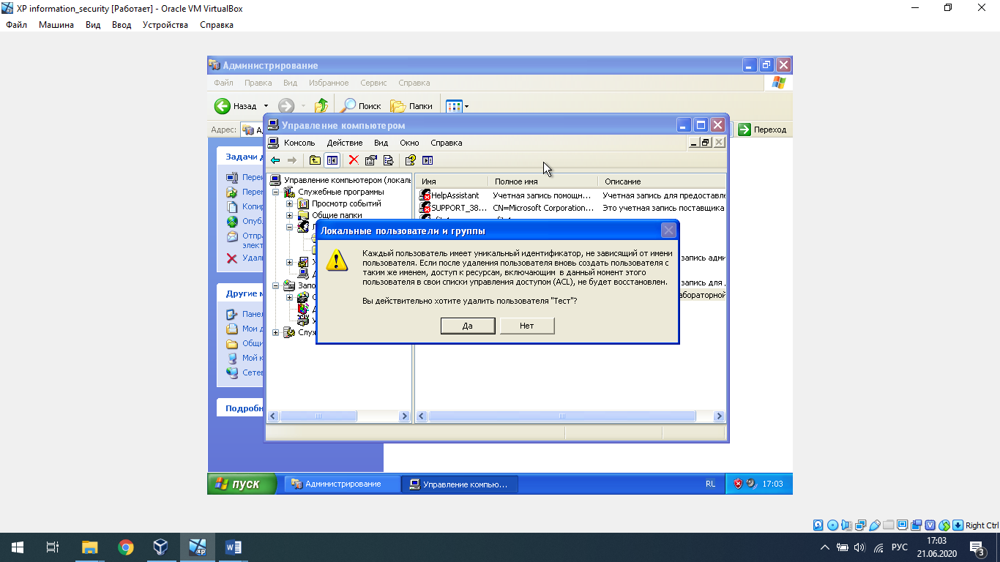 XP information_security [Работает] - Oracle VM VirtualBox
Файл Машина Вид Ввод Устройства Справка
Администрирование
Файл Правка Вид Избранное Сервис Справка
Назад Поиск Папки
Адрес: Переход
Управление компьютером
Консоль Действие Вид Окно Справка
Задачи д
Переи
Перем
Копир
Опубл
Отпра
элект
Удали
Другие м
Панел
Мои д
Общи
Мой к
Сетев
Подробн
Управление компьютером (локаль
Служебные программы
Просмотр событий
Общие папки
Запо
Служ
Имя Полное имя Описание
HelpAssistant Учетная запись помощн... Учетная запись для предоставле
SUPPORT_38... CN=Microsoft Corporation... Это учетная запись поставщика
запись адми
запись для
абораторной
Локальные пользователи и группы
Каждый пользователь имеет уникальный идентификатор, не зависящий от имени
пользователя. Если после удаления пользователя вновь создать пользователя с
таким же именем, доступ к ресурсам, включающим в данный момент этого
пользователя в свои списки управления доступом (ACL), не будет восстановлен.
Вы действительно хотите удалить пользователя "Тест"?
Да Нет
пуск Администрирование Управление компью... RL 17:03
Right Ctrl
xp РУС 17:03
21.06.2020
3